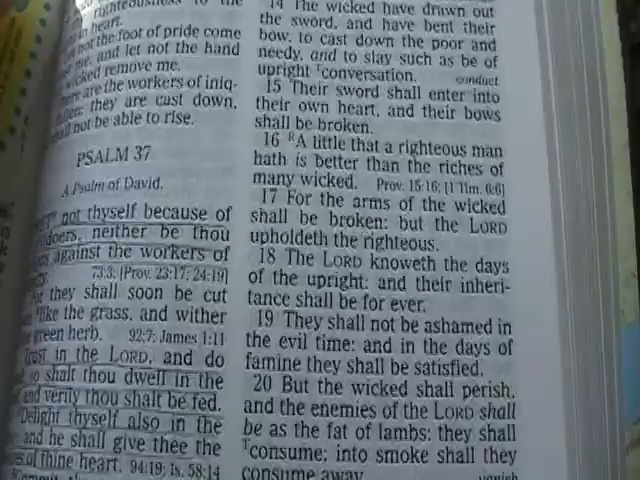 righteousness to the
in heart.
not the foot of pride come
me, and let not the hand
wicked remove me.
are the workers of iniq-
they are cast down,
not be able to rise.
PSALM 37
A Psalm of David.
not thyself because of
doers, neither be thou
against the workers of
73:3; [Prov. 23:17; 24:19]
they shall soon be cut
like the grass, and wither
green herb. 92:7; James 1:11
Trust in the LORD, and do
so shalt thou dwell in the
and verily thou shalt be fed.
Delight thyself also in the
and he shall give thee the
of thine heart. 94:19; Is. 58:14
14 The wicked have drawn out
the sword, and have bent their
bow, to cast down the poor and
needy, and to slay such as be of
upright Tconversation. conduct
15 Their sword shall enter into
their own heart, and their bows
shall be broken.
16 RA little that a righteous man
hath is better than the riches of
many wicked. Prov. 15:16; [1 Tim. 6:6]
17 For the arms of the wicked
shall be broken: but the LORD
upholdeth the righteous.
18 The LORD knoweth the days
of the upright: and their inheri-
tance shall be for ever.
19 They shall not be ashamed in
the evil time: and in the days of
famine they shall be satisfied.
20 But the wicked shall perish,
and the enemies of the LORD shall
be as the fat of lambs: they shall
Tconsume; into smoke shall they
consume away. vanish